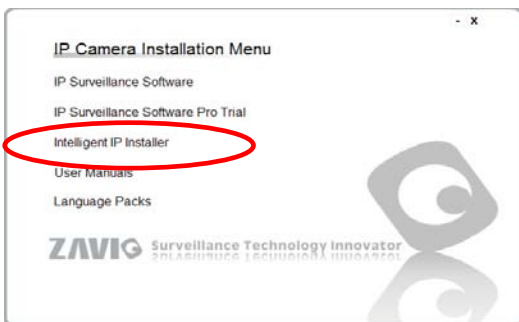 - x
IP Camera Installation Menu
IP Surveillance Software
IP Surveillance Software Pro Trial
Intelligent IP Installer
User Manuals
Language Packs
ZAVIO Surveillance Technology Innovator